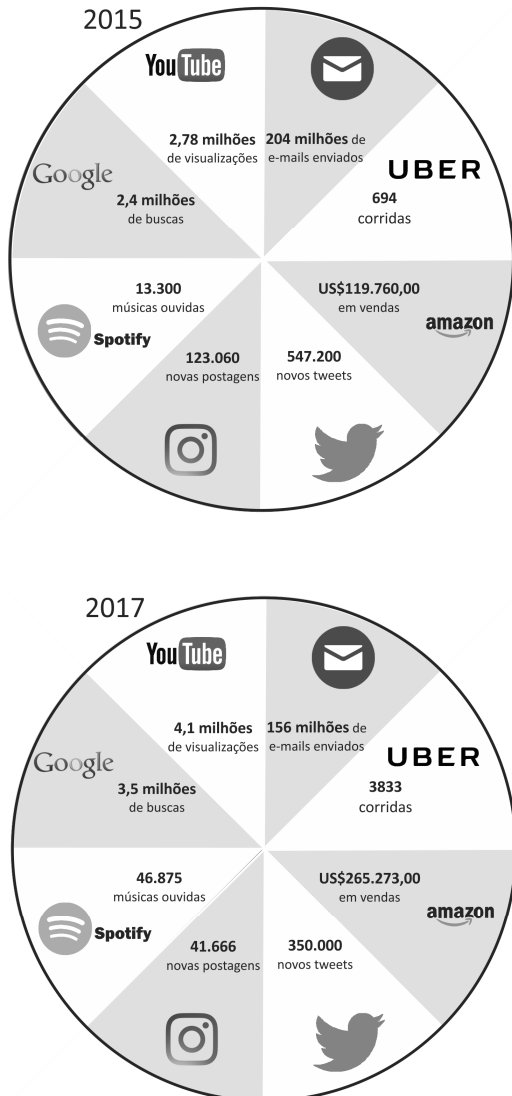 2015
YouTube
2,78 milhões
de visualizações
204 milhões de
e-mails enviados
UBER
694
corridas
Google
2,4 milhões
de buscas
13.300
músicas ouvidas
Spotify
US$119.760,00
em vendas
amazon
123.060
novas postagens
547.200
novos tweets
2017
YouTube
4,1 milhões
de visualizações
156 milhões de
e-mails enviados
UBER
3833
corridas
Google
3,5 milhões
de buscas
46.875
músicas ouvidas
Spotify
US$265.273,00
em vendas
amazon
41.666
novas postagens
350.000
novos tweets